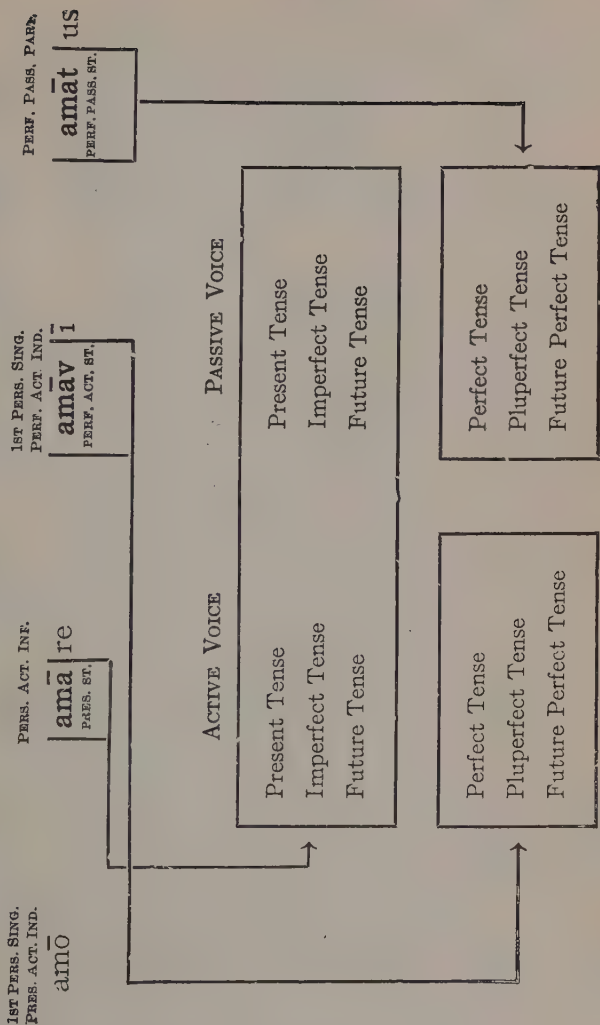 1ST PERS. SING.
PRES. ACT. IND.
amō
PERS. ACT. INF.
amā re
PRES. ST.
1ST PERS. SING.
PERF. ACT. IND.
amāv ī
PERF. ACT. ST.
PERF. PASS. PART.
amāt us
PERF. PASS. ST.
ACTIVE VOICE
Present Tense
Imperfect Tense
Future Tense
PASSIVE VOICE
Present Tense
Imperfect Tense
Future Tense
Perfect Tense
Pluperfect Tense
Future Perfect Tense
Perfect Tense
Pluperfect Tense
Future Perfect Tense